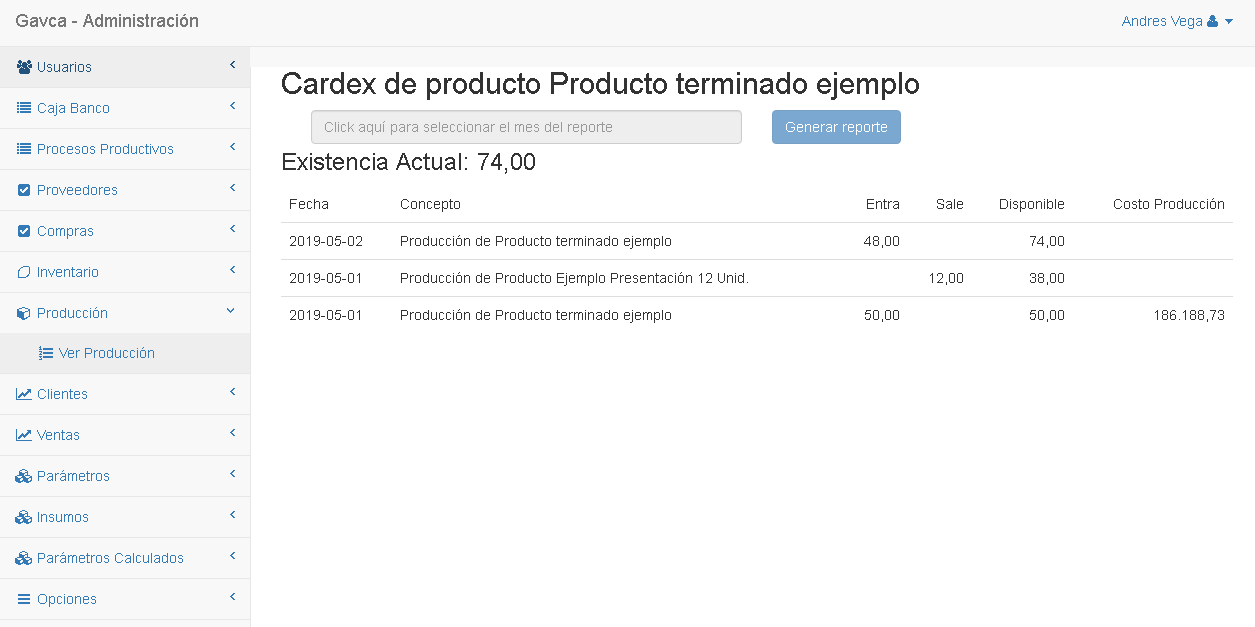 Gavca - Administración
Andres Vega
Usuarios
Caja Banco
Procesos Productivos
Proveedores
Compras
Inventario
Producción
Ver Producción
Clientes
Ventas
Parámetros
Insumos
Parámetros Calculados
Opciones
Cardex de producto Producto terminado ejemplo
Click aquí para seleccionar el mes del reporte
Generar reporte
Existencia Actual: 74,00
Fecha Concepto Entra Sale Disponible Costo Producción
2019-05-02 Producción de Producto terminado ejemplo 48,00 74,00
2019-05-01 Producción de Producto Ejemplo Presentación 12 Unid. 12,00 38,00
2019-05-01 Producción de Producto terminado ejemplo 50,00 50,00 186.188,73